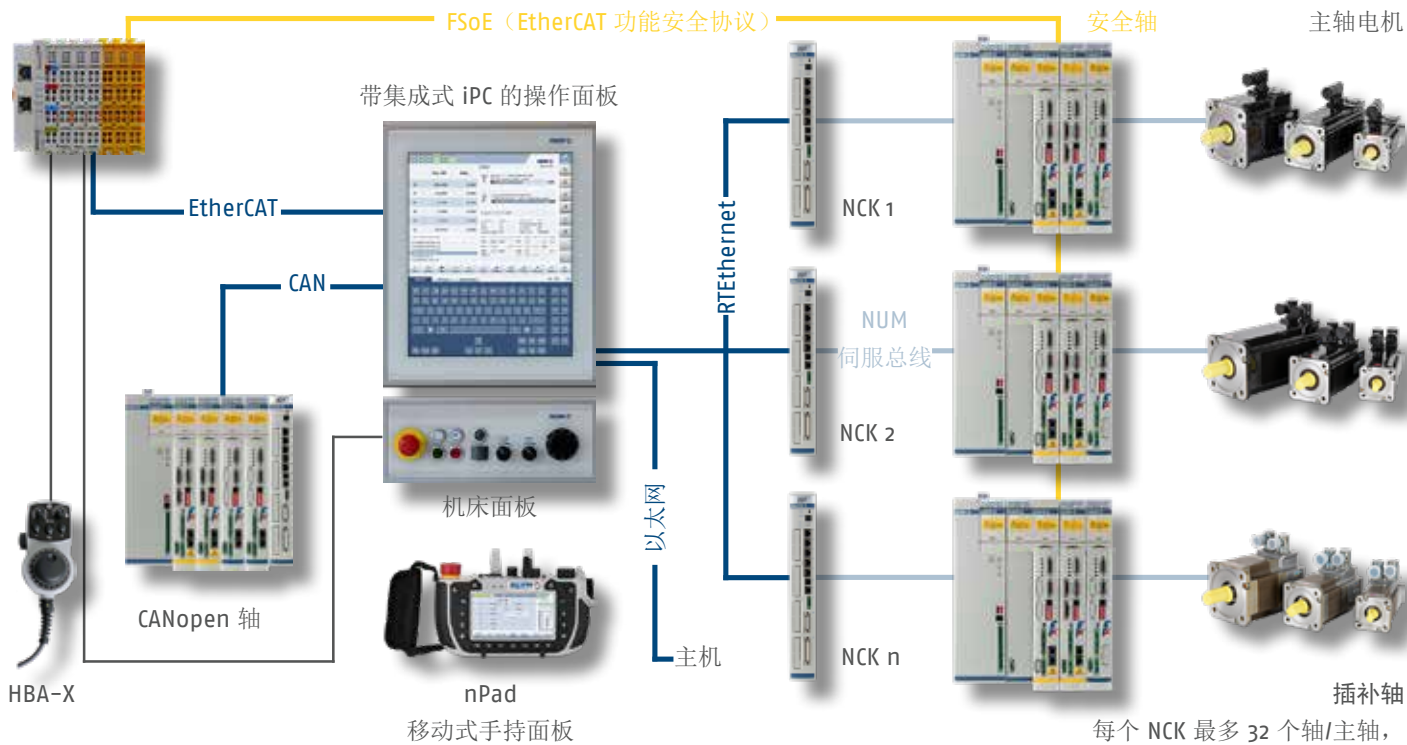 FSoE（EtherCAT 功能安全协议）
安全轴
主轴电机
带集成式 iPC 的操作面板
EtherCAT
CAN
RTEthernet
NCK 1
NUM
伺服总线
NCK 2
机床面板
以太网
CANopen 轴
主机
NCK n
HBA-X
nPad
移动式手持面板
插补轴
每个 NCK 最多 32 个轴/主轴，